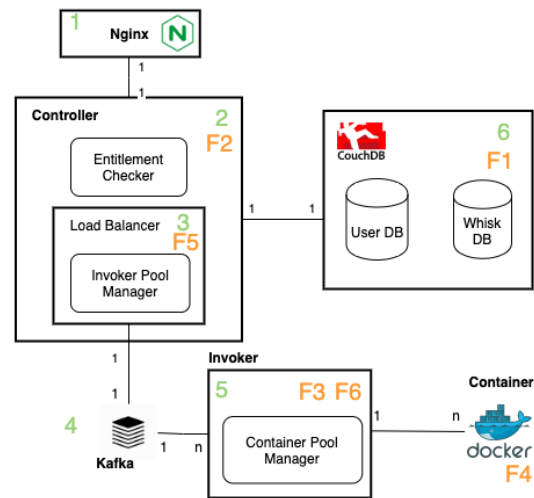 1
Nginx
N
1
1
Controller
2
F2
Entitlement
Checker
Load Balancer
3
F5
Invoker Pool
Manager
1
1
CouchDB
6
F1
User DB
Whisk
DB
1
1
4
Kafka
1
n
Invoker
5
F3 F6
Container Pool
Manager
1
n
Container
docker
F4